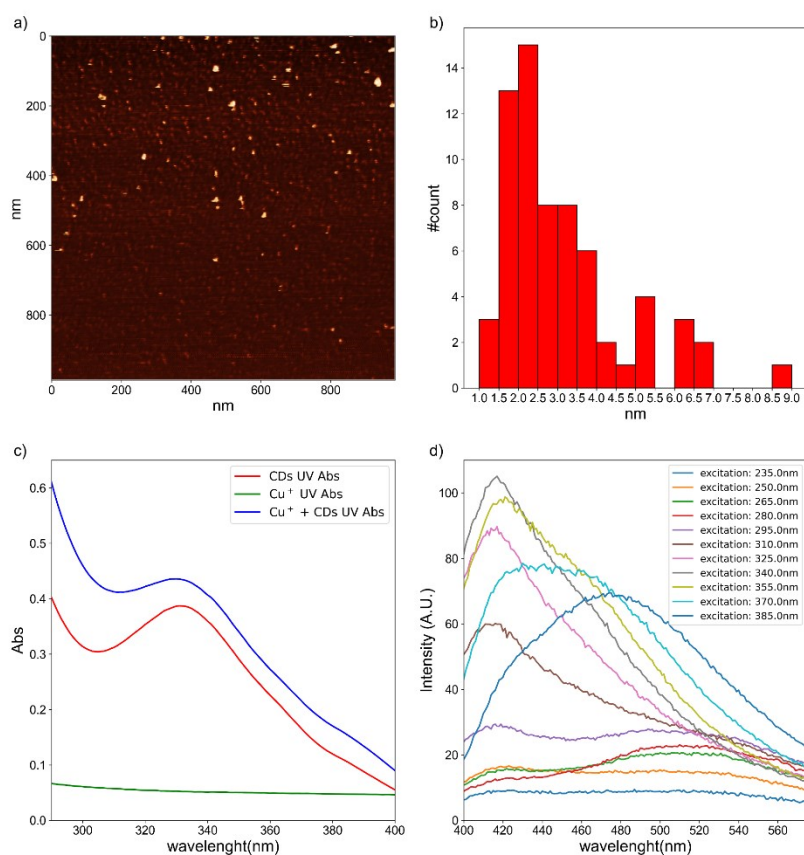 a)
0
200
400
600
800
nm
0 200 400 600 800
nm
b)
14
12
10
8
6
4
2
0
#count
1.0 1.5 2.0 2.5 3.0 3.5 4.0 4.5 5.0 5.5 6.0 6.5 7.0 7.5 8.0 8.5 9.0
nm
c)
CDs UV Abs
Cu⁺ UV Abs
Cu⁺ + CDs UV Abs
0.6
0.5
0.4
0.3
0.2
0.1
0.0
Abs
300 320 340 360 380 400
wavelenght(nm)
d)
excitation: 235.0nm
excitation: 250.0nm
excitation: 265.0nm
excitation: 280.0nm
excitation: 295.0nm
excitation: 310.0nm
excitation: 325.0nm
excitation: 340.0nm
excitation: 355.0nm
excitation: 370.0nm
excitation: 385.0nm
100
80
60
40
20
0
Intensity (A.U.)
400 420 440 460 480 500 520 540 560
wavelenght(nm)